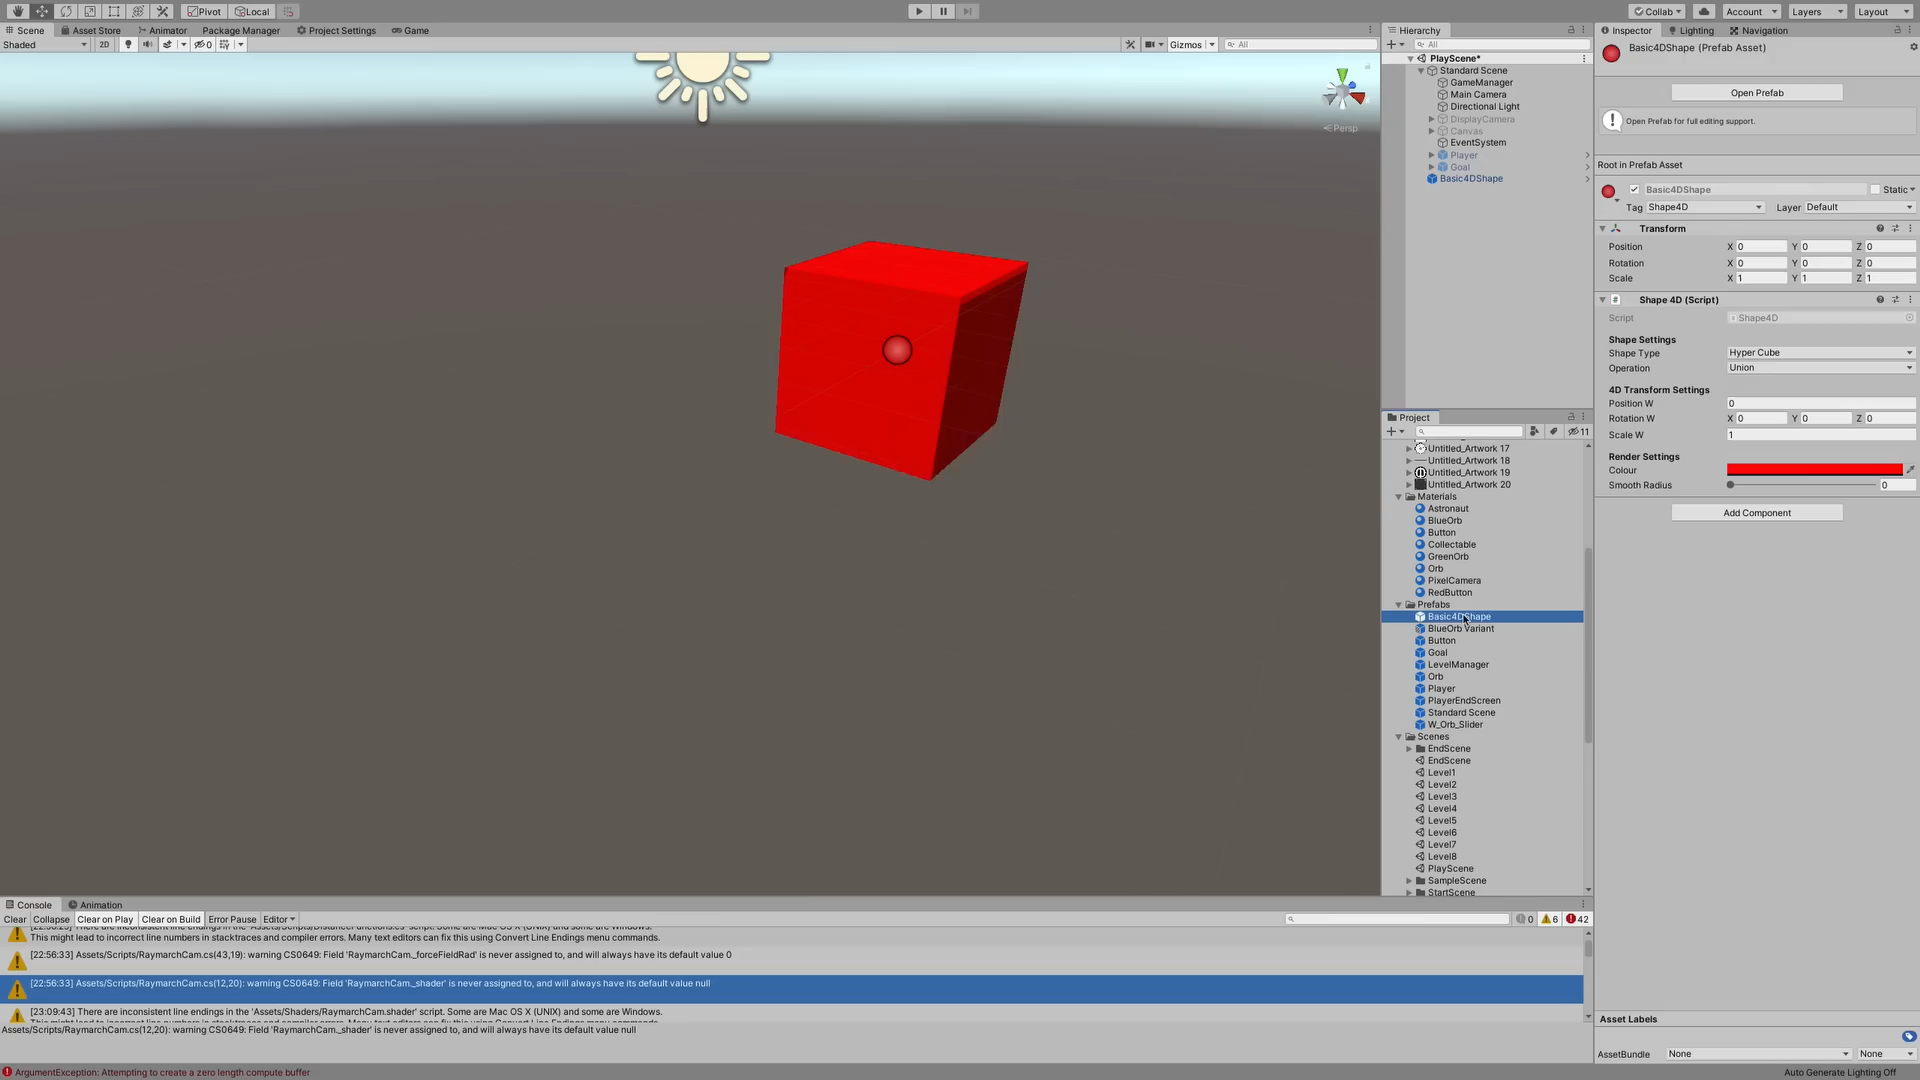 Pivot Local
Collab Account Layers Layout
Scene Asset Store Animator Package Manager Project Settings Game
Shaded 2D 0 Gizmos All
Persp
Hierarchy
All
PlayScene*
Standard Scene
GameManager
Main Camera
Directional Light
DisplayCamera
Canvas
EventSystem
Player
Goal
Basic4DShape
Project
11
Untitled_Artwork 17
Untitled_Artwork 18
Untitled_Artwork 19
Untitled_Artwork 20
Materials
Astronaut
BlueOrb
Button
Collectable
GreenOrb
Orb
PixelCamera
RedButton
Prefabs
Basic4DShape
BlueOrb Variant
Button
Goal
LevelManager
Orb
Player
PlayerEndScreen
Standard Scene
W_Orb_Slider
Scenes
EndScene
EndScene
Level1
Level2
Level3
Level4
Level5
Level6
Level7
Level8
PlayScene
SampleScene
StartScene
Inspector Lighting Navigation
Basic4DShape (Prefab Asset)
Open Prefab
Open Prefab for full editing support.
Root in Prefab Asset
Basic4DShape Static
Tag Shape4D Layer Default
Transform
Position X 0 Y 0 Z 0
Rotation X 0 Y 0 Z 0
Scale X 1 Y 1 Z 1
Shape 4D (Script)
Script Shape4D
Shape Settings
Shape Type Hyper Cube
Operation Union
4D Transform Settings
Position W 0
Rotation W X 0 Y 0 Z 0
Scale W 1
Render Settings
Colour
Smooth Radius 0
Add Component
Asset Labels
AssetBundle None None
Console Animation
Clear Collapse Clear on Play Clear on Build Error Pause Editor 0 6 42
This might lead to incorrect line numbers in stacktraces and compiler errors. Many text editors can fix this using Convert Line Endings menu commands.
[22:56:33] Assets/Scripts/RaymarchCam.cs(43,19): warning CS0649: Field 'RaymarchCam._forceFieldRad' is never assigned to, and will always have its default value 0
[22:56:33] Assets/Scripts/RaymarchCam.cs(12,20): warning CS0649: Field 'RaymarchCam._shader' is never assigned to, and will always have its default value null
[23:09:43] There are inconsistent line endings in the 'Assets/Shaders/RaymarchCam.shader' script. Some are Mac OS X (UNIX) and some are Windows.
Assets/Scripts/RaymarchCam.cs(12,20): warning CS0649: Field 'RaymarchCam._shader' is never assigned to, and will always have its default value null
ArgumentException: Attempting to create a zero length compute buffer
Auto Generate Lighting Off